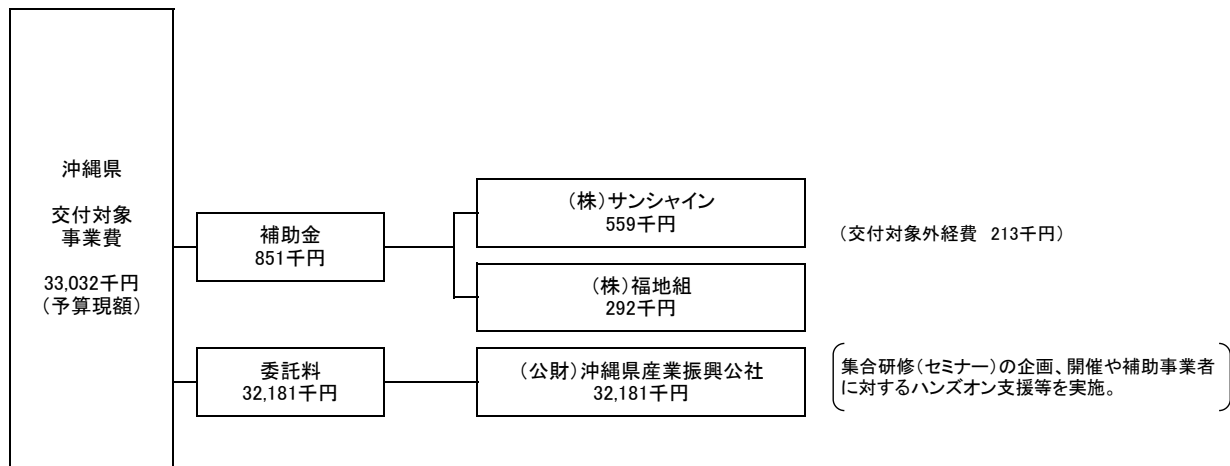 沖縄県
交付対象
事業費
33,032千円
（予算現額）
補助金
851千円
（株）サンシャイン
559千円
（交付対象外経費 213千円）
（株）福地組
292千円
委託料
32,181千円
（公財）沖縄県産業振興公社
32,181千円
集合研修（セミナー）の企画、開催や補助事業者
に対するハンズオン支援等を実施。